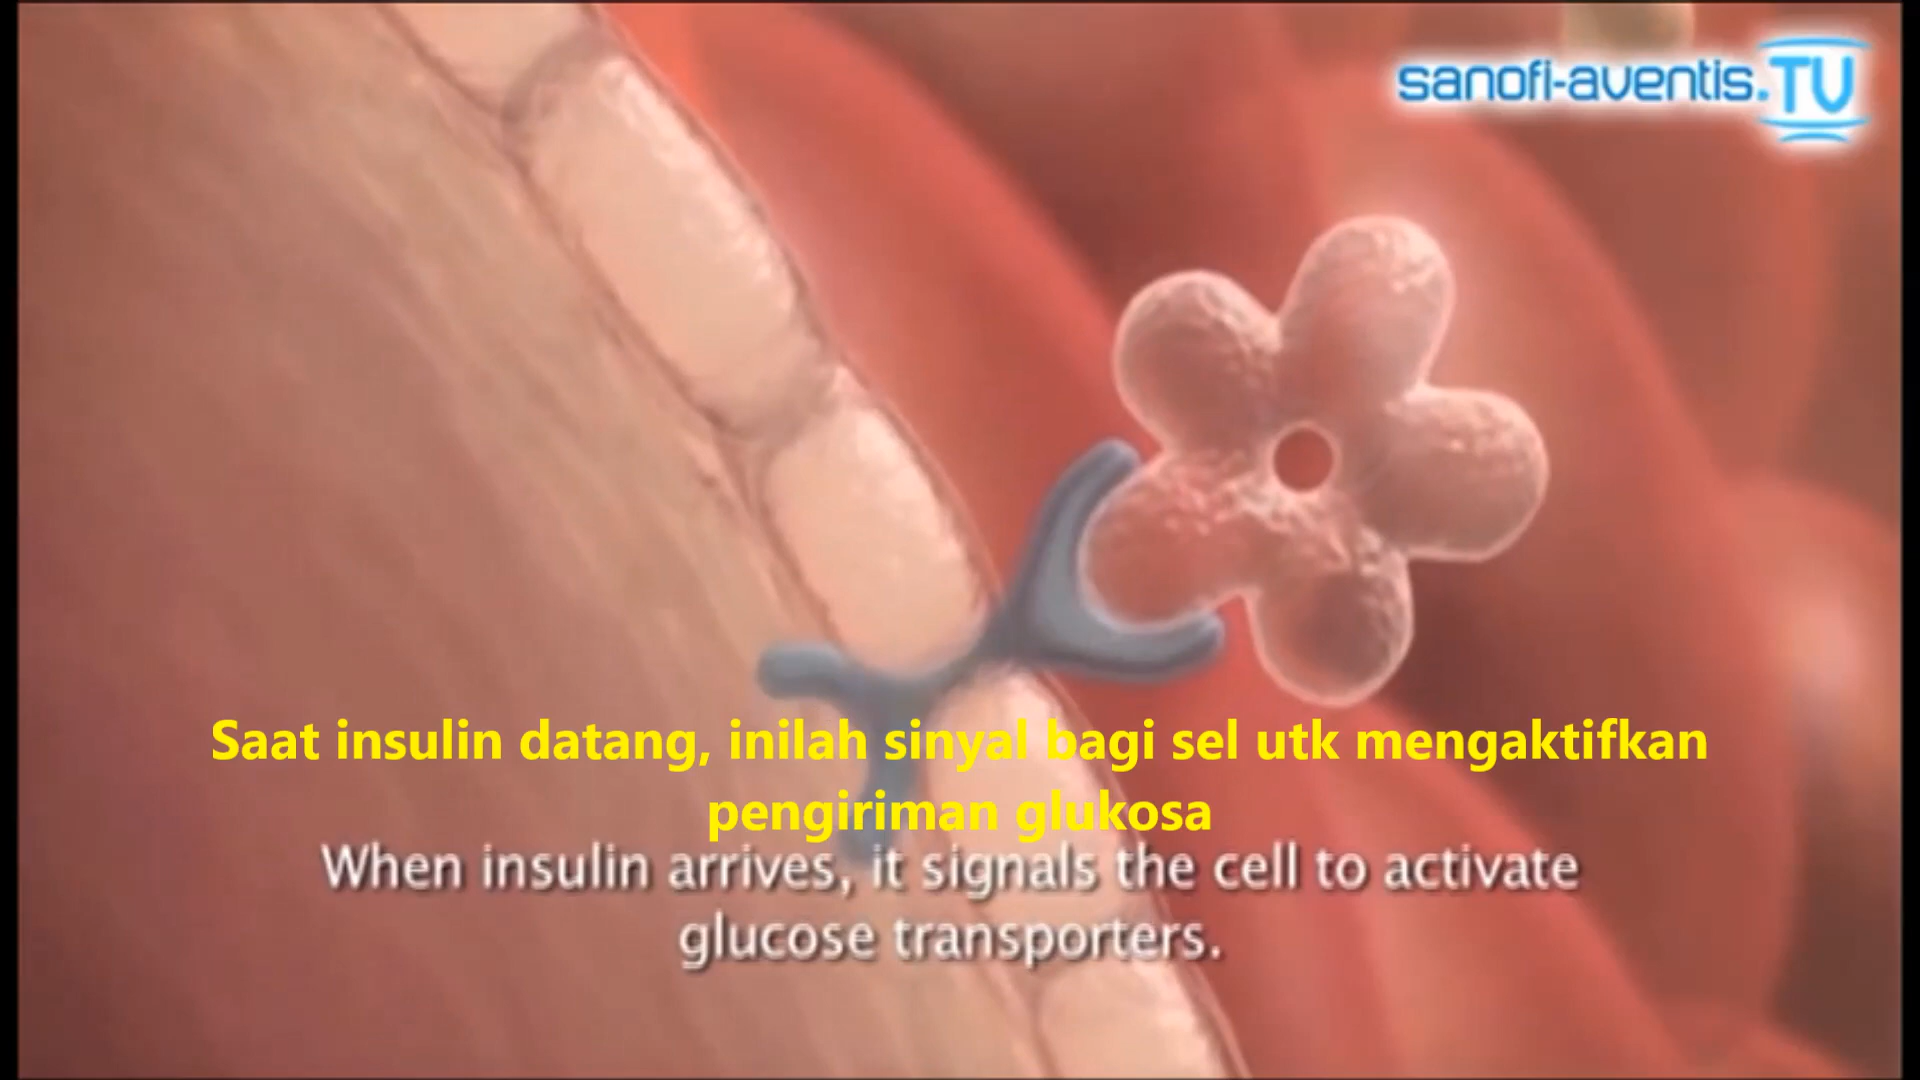 sanofi-aventis.TV
Saat insulin datang, inilah sinyal bagi sel utk mengaktifkan
pengiriman glukosa
When insulin arrives, it signals the cell to activate
glucose transporters.